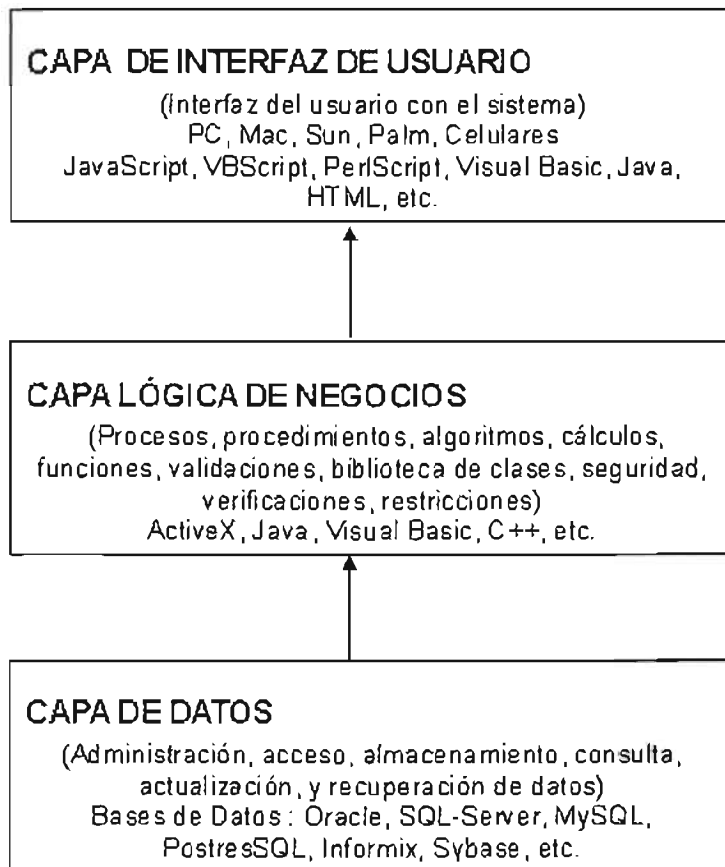 CAPA DE INTERFAZ DE USUARIO
(Interfaz del usuario con el sistema)
PC, Mac, Sun, Palm, Celulares
JavaScript, VBScript, PerlScript, Visual Basic, Java,
HTML, etc.
CAPA LÓGICA DE NEGOCIOS
(Procesos, procedimientos, algoritmos, cálculos,
funciones, validaciones, biblioteca de clases, seguridad,
verificaciones, restricciones)
ActiveX, Java, Visual Basic, C++, etc.
CAPA DE DATOS
(Administración, acceso, almacenamiento, consulta,
actualización, y recuperación de datos)
Bases de Datos : Oracle, SQL-Server, MySQL,
PostresSQL, Informix, Sybase, etc.